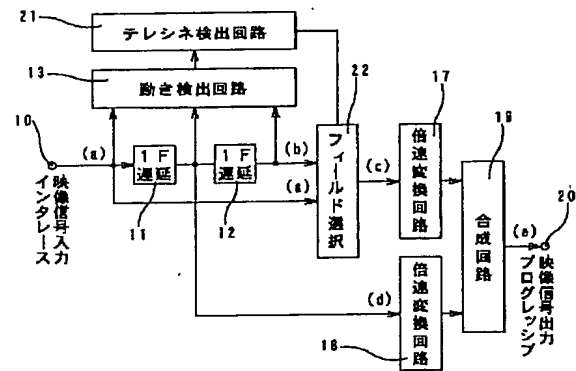 21
テレシネ検出回路
13
動き検出回路
22
17
19
10
(a)
1F
遅延
11
1F
遅延
12
(b)
(a)
フィールド選択
(c)
倍速変換回路
合成回路
(e)
20
映像信号入力
インタレース
映像信号出力
プログレッシブ
(d)
倍速変換回路
18